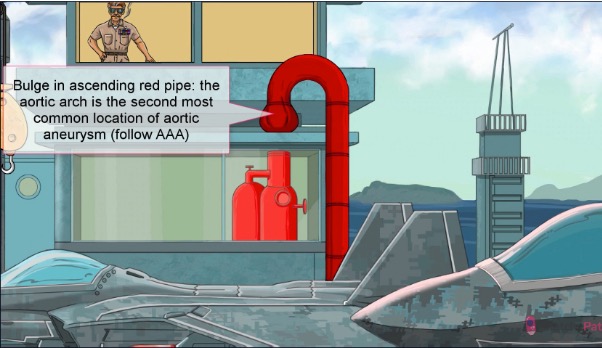 Bulge in ascending red pipe: the
aortic arch is the second most
common location of aortic
aneurysm (follow AAA)
Pat